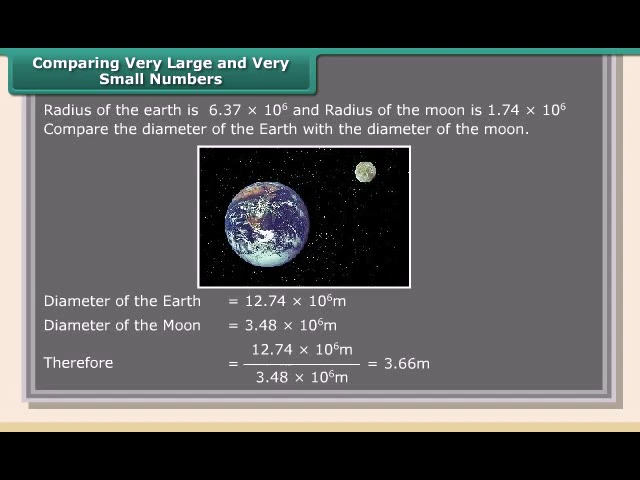 Comparing Very Large and Very
Small Numbers
Radius of the earth is 6.37 × 10⁶ and Radius of the moon is 1.74 × 10⁶
Compare the diameter of the Earth with the diameter of the moon.
Diameter of the Earth = 12.74 × 10⁶m
Diameter of the Moon = 3.48 × 10⁶m
12.74 × 10⁶m
Therefore = = 3.66m
3.48 × 10⁶m